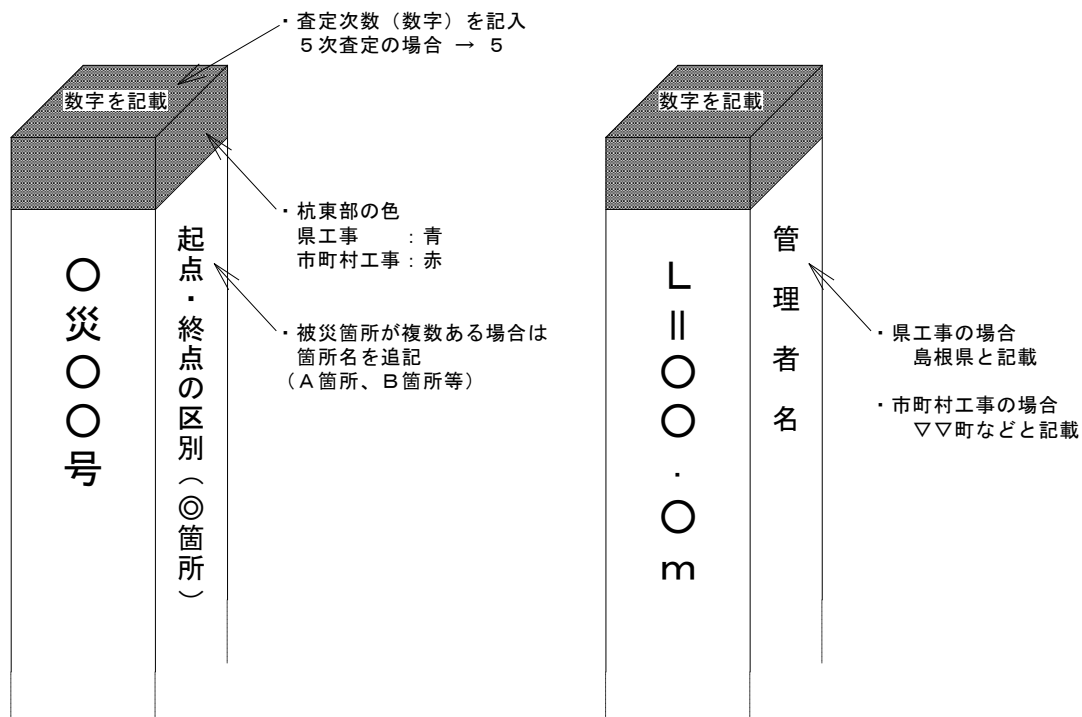 ・査定次数（数字）を記入
５次査定の場合 → ５
数字を記載
・杭東部の色
県工事　　　：青
市町村工事：赤
〇災〇〇号
起点・終点の区別（◎箇所）
・被災箇所が複数ある場合は
箇所名を追記
（Ａ箇所、Ｂ箇所等）
数字を記載
Ｌ＝〇〇．〇ｍ
管理者名
・県工事の場合
島根県と記載
・市町村工事の場合
▽▽町などと記載